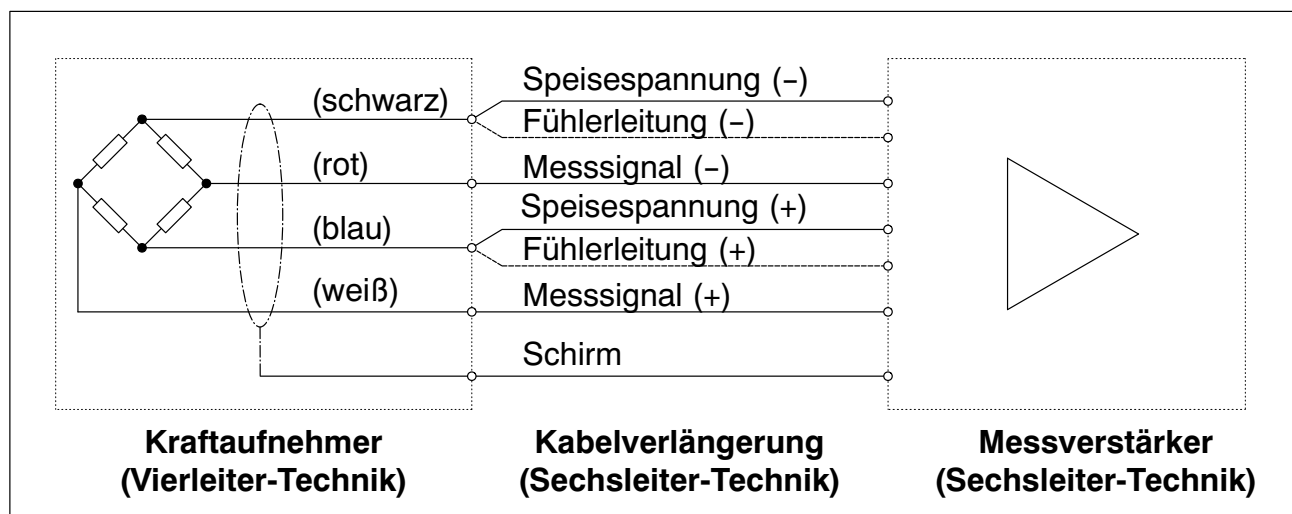 Speisespannung (–)
(schwarz)
Fühlerleitung (–)
(rot)
Messsignal (–)
Speisespannung (+)
(blau)
Fühlerleitung (+)
(weiß)
Messsignal (+)
Schirm
Kraftaufnehmer
(Vierleiter-Technik)
Kabelverlängerung
(Sechsleiter-Technik)
Messverstärker
(Sechsleiter-Technik)